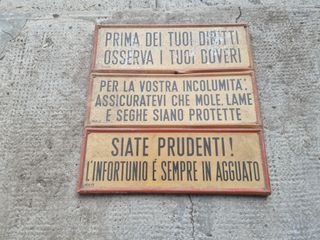 PRIMA DEI TUOI DIRITTI
OSSERVA I TUOI DOVERI
PER LA VOSTRA INCOLUMITA':
ASSICURATEVI CHE MOLE, LAME
E SEGHE SIANO PROTETTE
SIATE PRUDENTI!
L'INFORTUNIO É SEMPRE IN AGGUATO